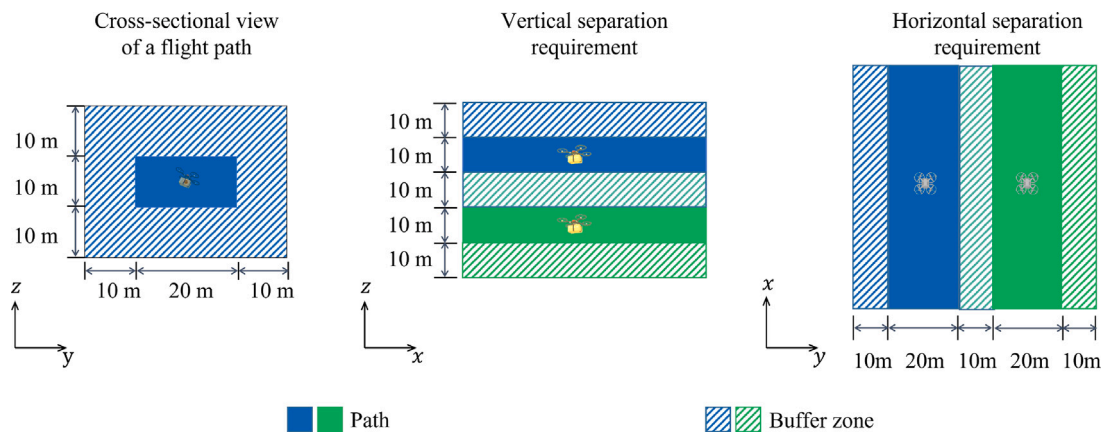 Cross-sectional view
of a flight path
10 m
10 m
10 m
10 m
20 m
10 m
z
y
Vertical separation
requirement
10 m
10 m
10 m
10 m
10 m
z
x
Horizontal separation
requirement
x
y
10m
20m
10m
20m
10m
Path
Buffer zone